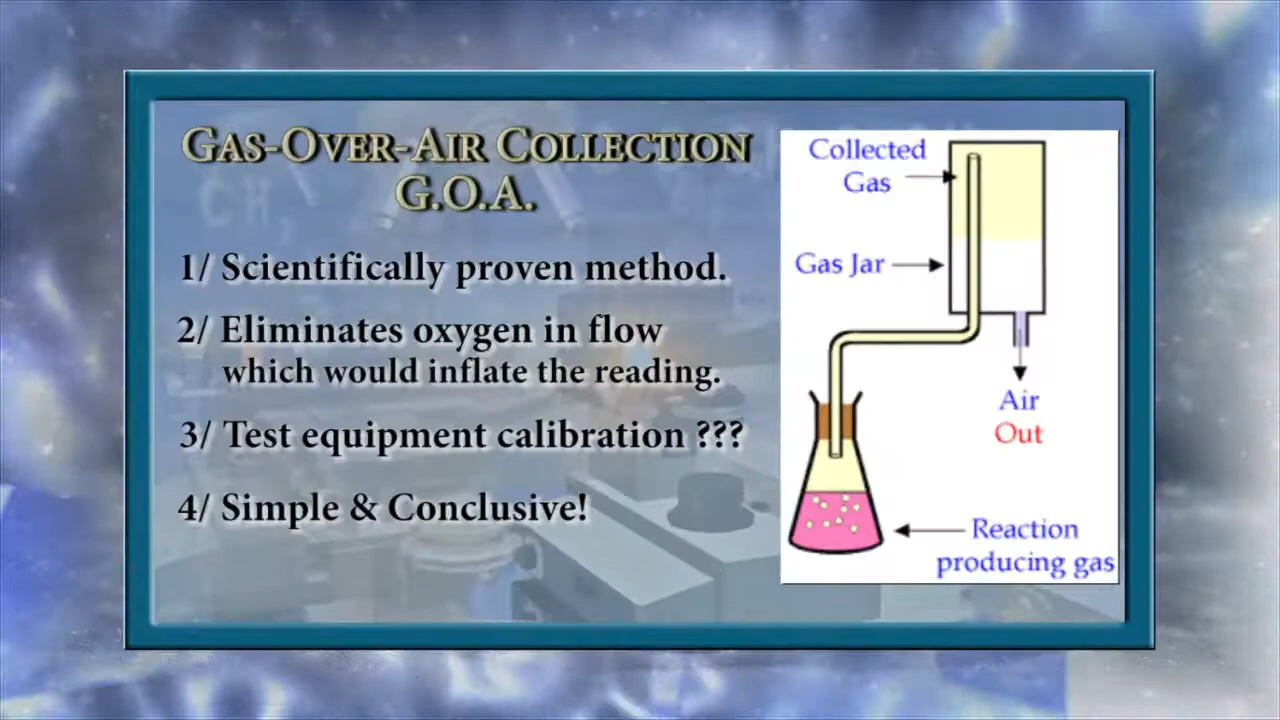 GAS-OVER-AIR COLLECTION
G.O.A.
1/ Scientifically proven method.
2/ Eliminates oxygen in flow
which would inflate the reading.
3/ Test equipment calibration ???
4/ Simple & Conclusive!
Collected
Gas
Gas Jar
Air
Out
Reaction
producing gas
CH3